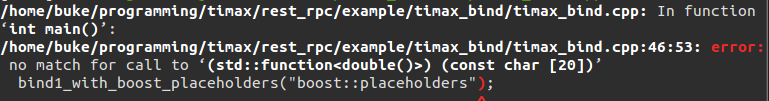 /home/buke/programming/timax/rest_rpc/example/timax_bind/timax_bind.cpp: In function
‘int main()’:
/home/buke/programming/timax/rest_rpc/example/timax_bind/timax_bind.cpp:46:53: error:
no match for call to ‘(std::function<double()>) (const char [20])’
bind1_with_boost_placeholders("boost::placeholders");
^